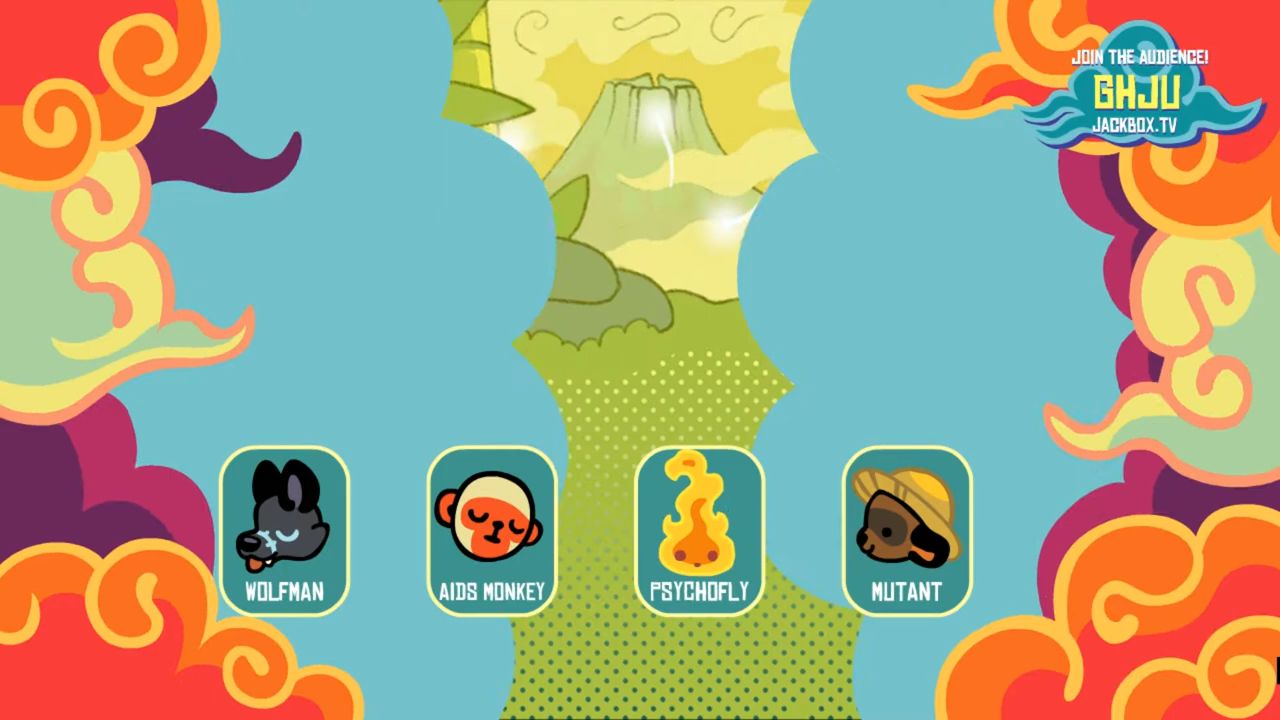 JOIN THE AUDIENCE!
GHJU
JACKBOX.TV
WOLFMAN
AIDS MONKEY
PSYCHOFLY
MUTANT